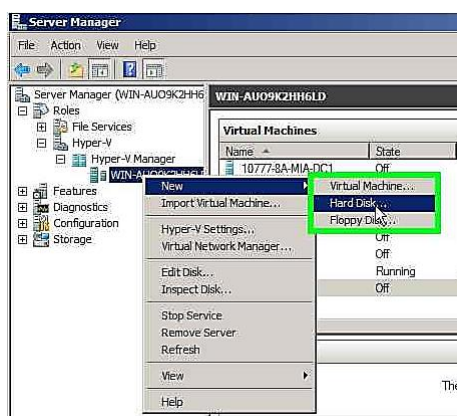 Server Manager
File Action View Help
Server Manager (WIN-AUO9K2HH6
Roles
File Services
Hyper-V
Hyper-V Manager
WIN-AUO9K2HH6LD
Features
Diagnostics
Configuration
Storage
WIN-AUO9K2HH6LD
Virtual Machines
Name State
10777-8A-MIA-DC1 Off
Off
Off
Running
Off
New
Import Virtual Machine...
Hyper-V Settings...
Virtual Network Manager...
Edit Disk...
Inspect Disk...
Stop Service
Remove Server
Refresh
View
Help
Virtual Machine...
Hard Disk...
Floppy Disk...
The